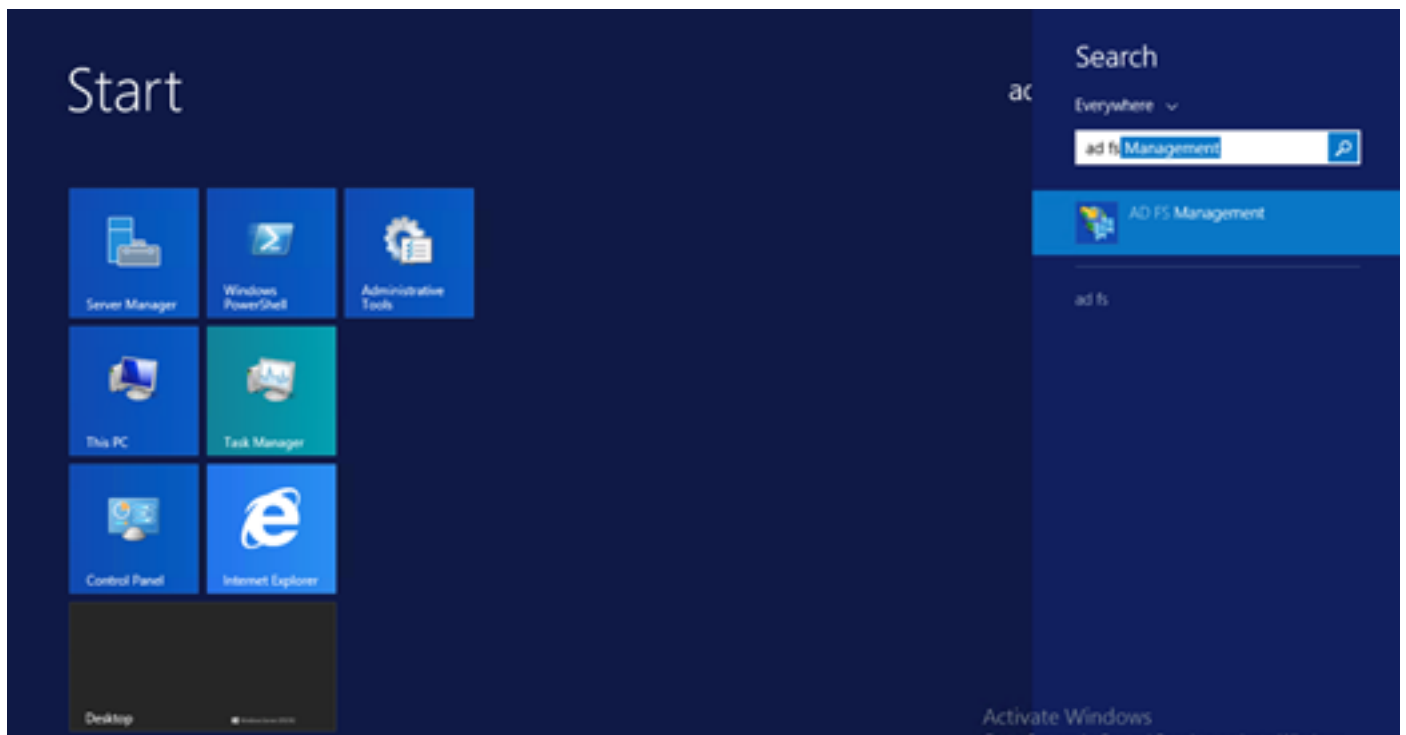 Start
ad
Search
Everywhere
ad fs Management
AD FS Management
ad fs
Server Manager
Windows
PowerShell
Administrative
Tools
This PC
Task Manager
Control Panel
Internet Explorer
Desktop
Activate Windows